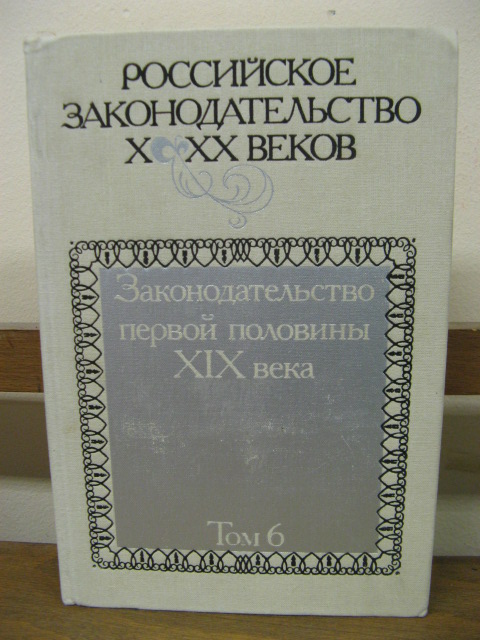 РОССИЙСКОЕ
ЗАКОНОДАТЕЛЬСТВО
X XX ВЕКОВ
Законодательство
первой половины
XIX века
Том 6